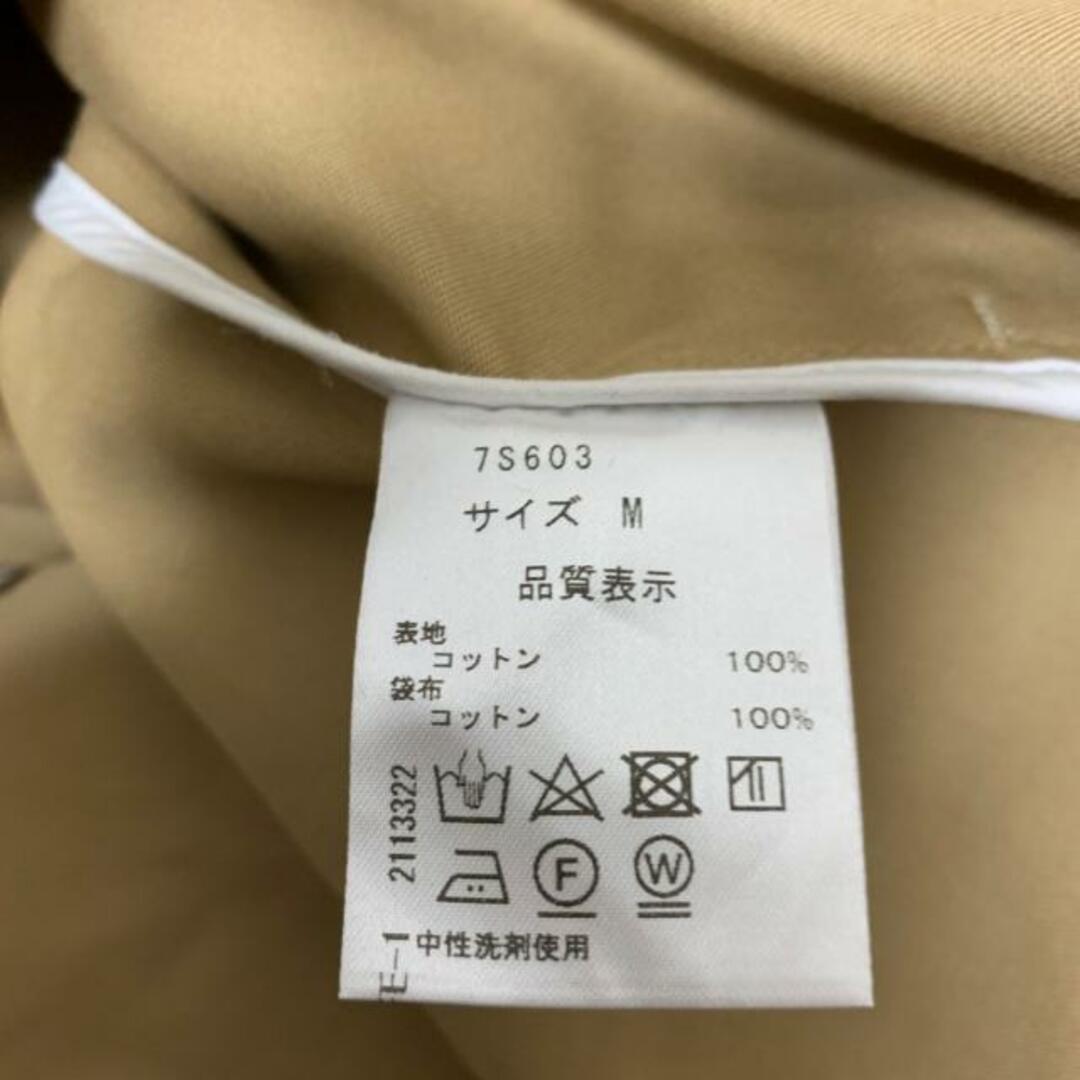 7S603
サイズ M
品質表示
表地
コットン 100%
袋布
コットン 100%
2113322
F
W
中性洗剤使用
E-1